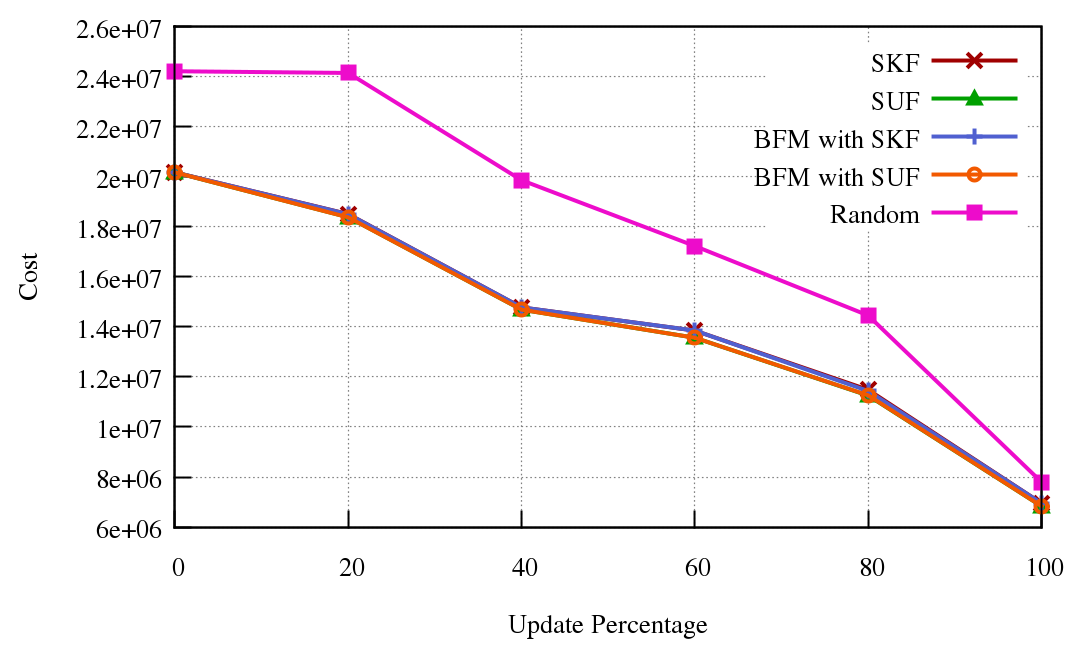 2.6e+07
2.4e+07
2.2e+07
2e+07
1.8e+07
1.6e+07
1.4e+07
1.2e+07
1e+07
8e+06
6e+06
Cost
SKF
SUF
BFM with SKF
BFM with SUF
Random
0 20 40 60 80 100
Update Percentage